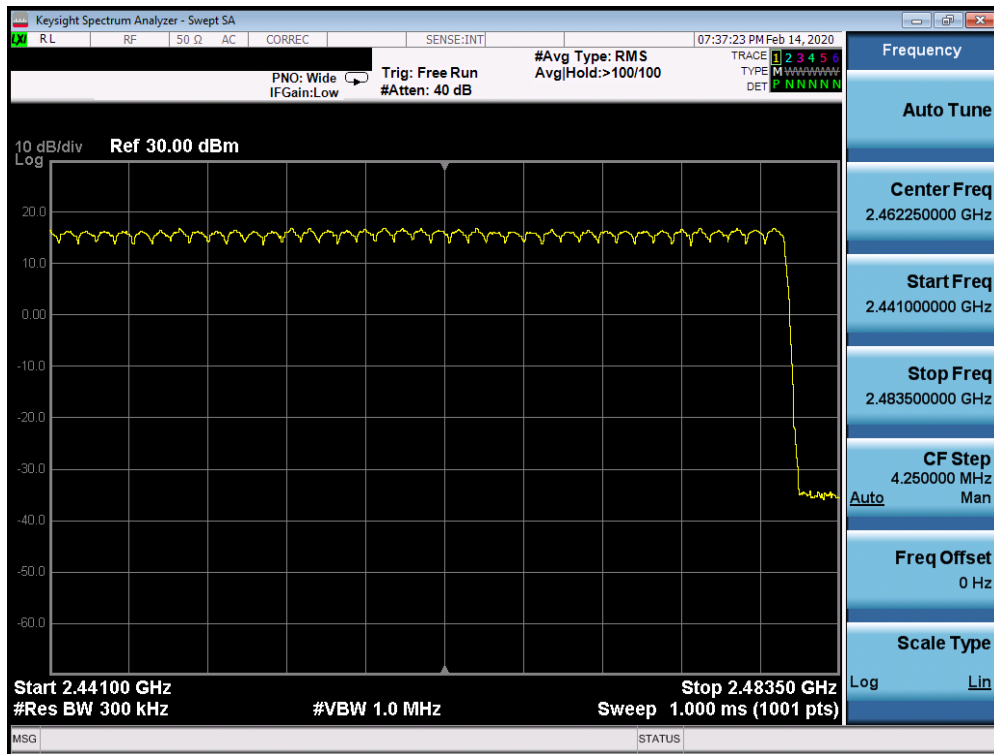 Keysight Spectrum Analyzer - Swept SA
LXI RL RF 50 Ω AC CORREC SENSE:INT 07:37:23 PM Feb 14, 2020
PNO: Wide
IFGain:Low
Trig: Free Run
#Atten: 40 dB
#Avg Type: RMS
Avg|Hold:>100/100
TRACE 1 2 3 4 5 6
TYPE M W W W W W
DET P N N N N N
10 dB/div
Log
Ref 30.00 dBm
20.0
10.0
0.00
-10.0
-20.0
-30.0
-40.0
-50.0
-60.0
Start 2.44100 GHz
#Res BW 300 kHz
#VBW 1.0 MHz
Stop 2.48350 GHz
Sweep 1.000 ms (1001 pts)
MSG
STATUS
Frequency
Auto Tune
Center Freq
2.462250000 GHz
Start Freq
2.441000000 GHz
Stop Freq
2.483500000 GHz
CF Step
4.250000 MHz
Auto Man
Freq Offset
0 Hz
Scale Type
Log Lin